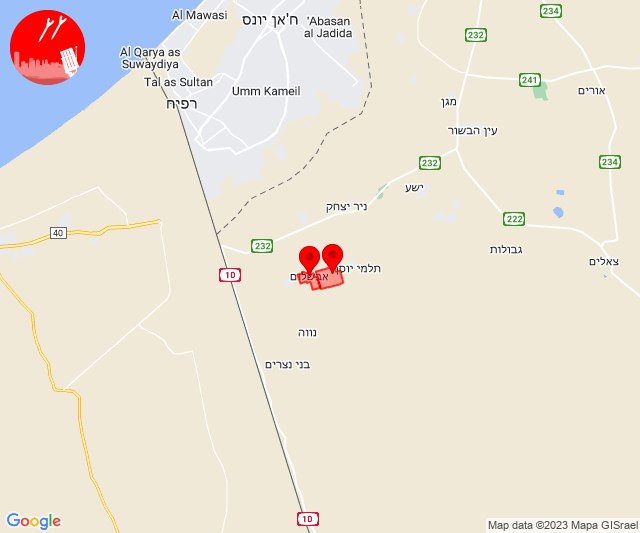 Al Mawasi
ח'אן יונס
'Abasan
al Jadida
Al Qarya as
Suwaydiya
Tal as Sultan
רפיח
Umm Kameil
232
234
241
אורים
מגן
עין הבשור
232
234
ישע
ניר יצחק
222
40
232
גבולות
צאלים
10
תלמי יוסף
אבשלום
נווה
בני נצרים
10
Google
Map data ©2023 Mapa GISrael